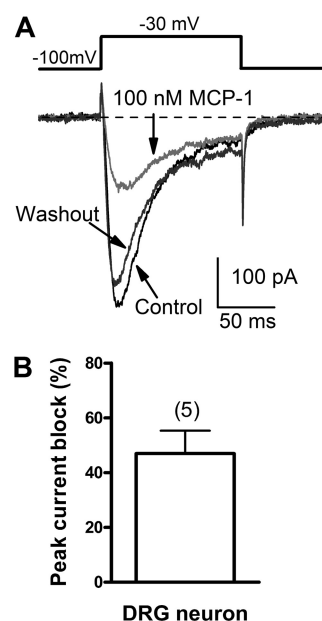 A
-30 mV
-100mV
100 nM MCP-1
Washout
Control
100 pA
50 ms
B
Peak current block (%)
80
60
40
20
0
(5)
DRG neuron